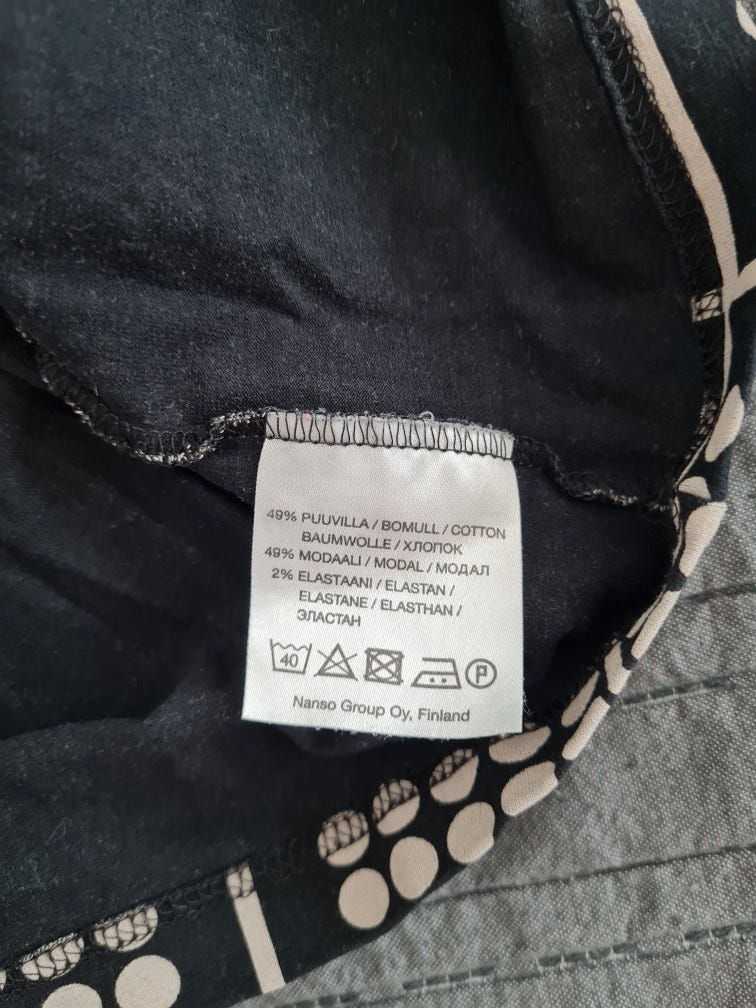 49% PUUVILLA / BOMULL / COTTON
BAUMWOLLE / ХЛОПОК
49% MODAALI / MODAL / МОДАЛ
2% ELASTAANI / ELASTAN /
ELASTANE / ELASTHAN /
ЭЛАСТАН
40 P
Nanso Group Oy, Finland